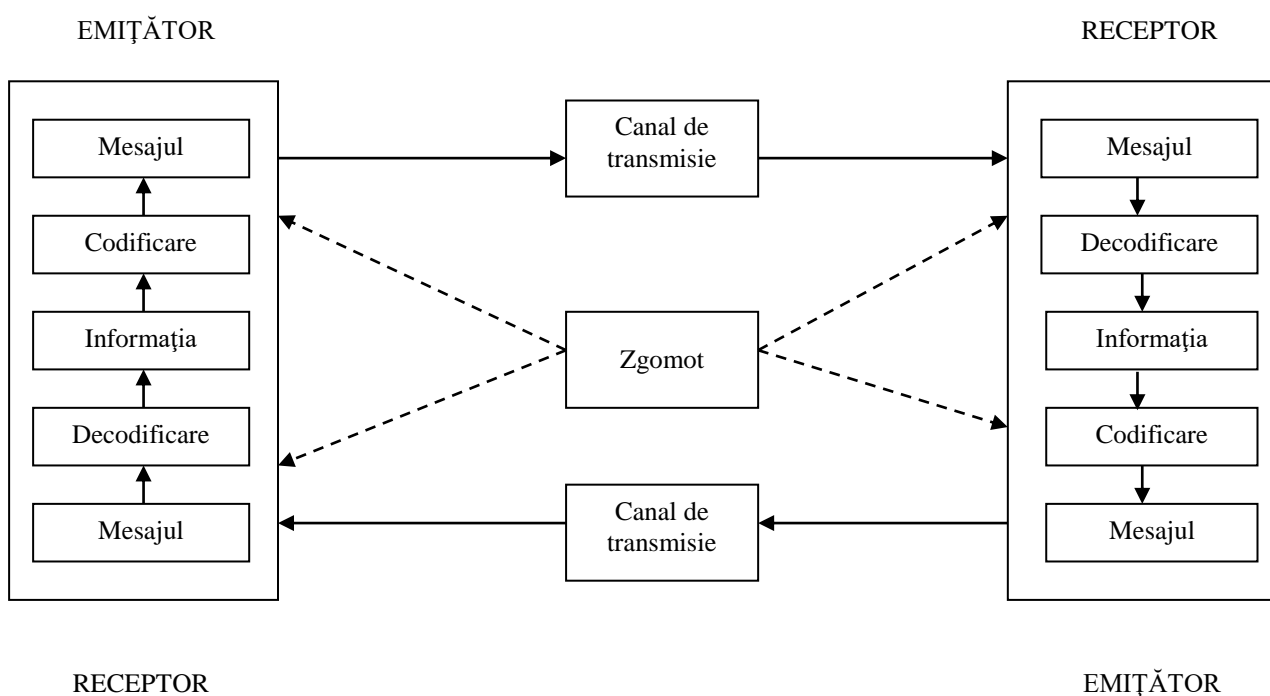 EMIŢĂTOR
RECEPTOR
Mesajul
Codificare
Informaţia
Decodificare
Mesajul
Canal de
transmisie
Zgomot
Canal de
transmisie
Mesajul
Decodificare
Informaţia
Codificare
Mesajul
RECEPTOR
EMIŢĂTOR